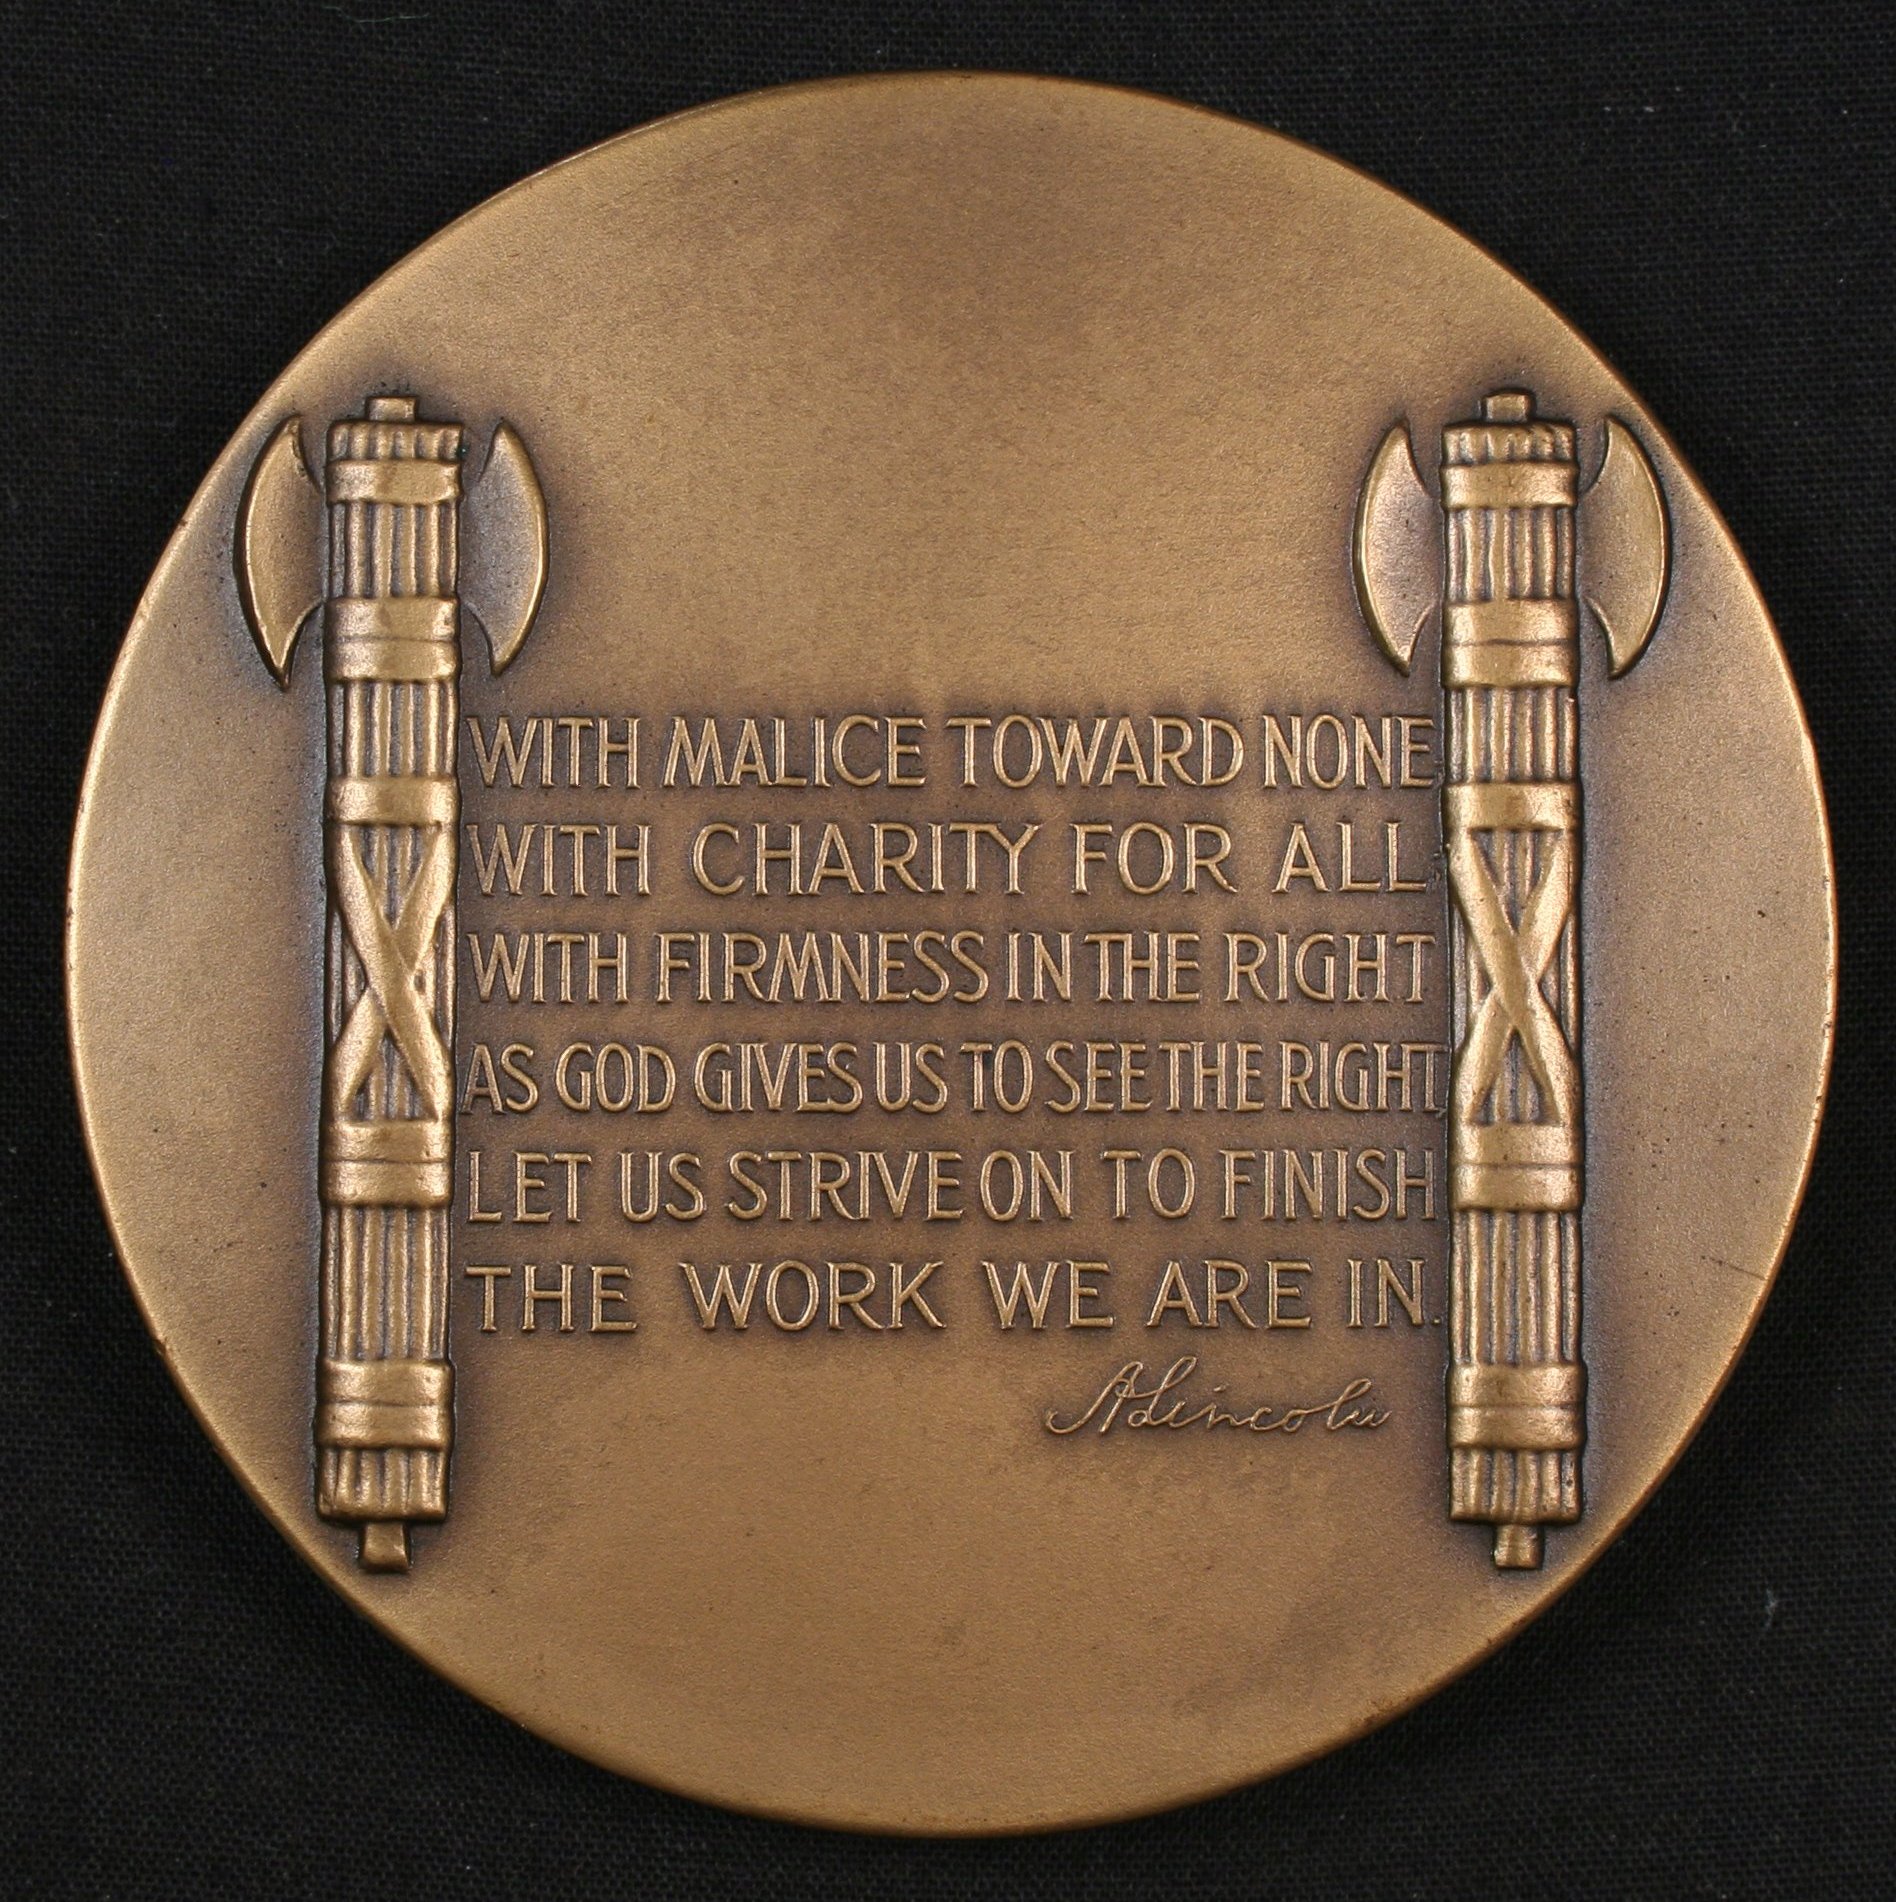 WITH MALICE TOWARD NONE,
WITH CHARITY FOR ALL,
WITH FIRMNESS IN THE RIGHT
AS GOD GIVES US TO SEE THE RIGHT,
LET US STRIVE ON TO FINISH
THE WORK WE ARE IN.
A Lincoln